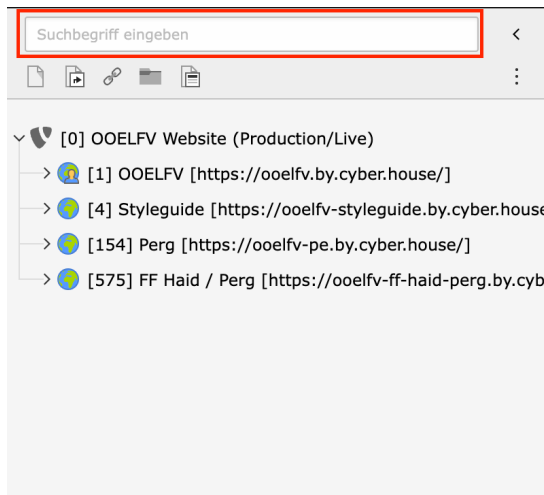 Suchbegriff eingeben
[0] OOELFV Website (Production/Live)
[1] OOELFV [https://ooelfv.by.cyber.house/]
[4] Styleguide [https://ooelfv-styleguide.by.cyber.house
[154] Perg [https://ooelfv-pe.by.cyber.house/]
[575] FF Haid / Perg [https://ooelfv-ff-haid-perg.by.cyb